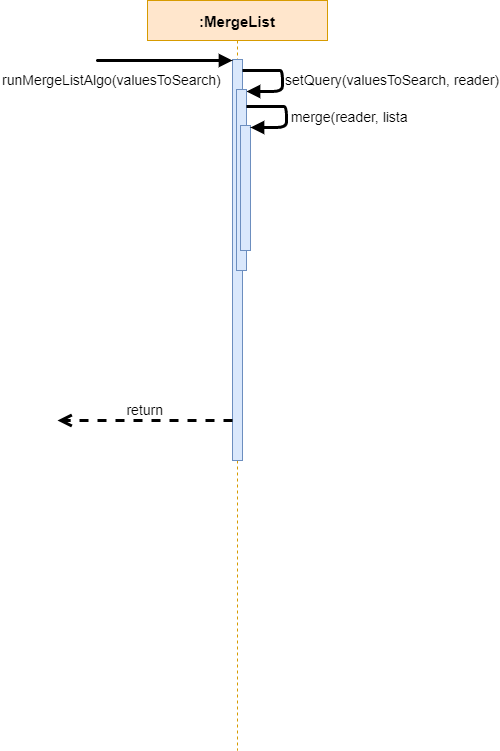 :MergeList
runMergeListAlgo(valuesToSearch)
setQuery(valuesToSearch, reader)
merge(reader, lista
return